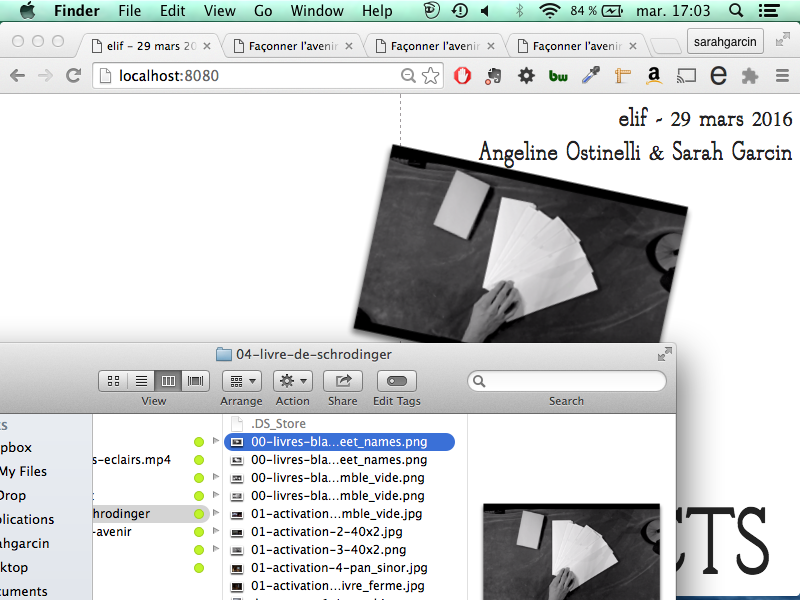 Finder File Edit View Go Window Help 84% mar. 17:03
elif - 29 mars 20
Façonner l'avenir
Façonner l'avenir
Façonner l'avenir
sarahgarcin
localhost:8080
bw a e
elif - 29 mars 2016
Angeline Ostinelli & Sarah Garcin
04-livre-de-schrodinger
View Arrange Action Share Edit Tags Search
.DS_Store
00-livres-bla...eet_names.png
pbox
s-eclairs.mp4
00-livres-bla...eet_names.png
My Files
00-livres-bla...mble_vide.png
Drop
00-livres-bla...mble_vide.png
plications
hrodinger
01-activation...mble_vide.jpg
-avenir
01-activation-2-40x2.jpg
ahgarcin
01-activation-3-40x2.png
ktop
01-activation-4-pan_sinor.jpg
cuments
01-activation...ivre_ferme.jpg
CTS